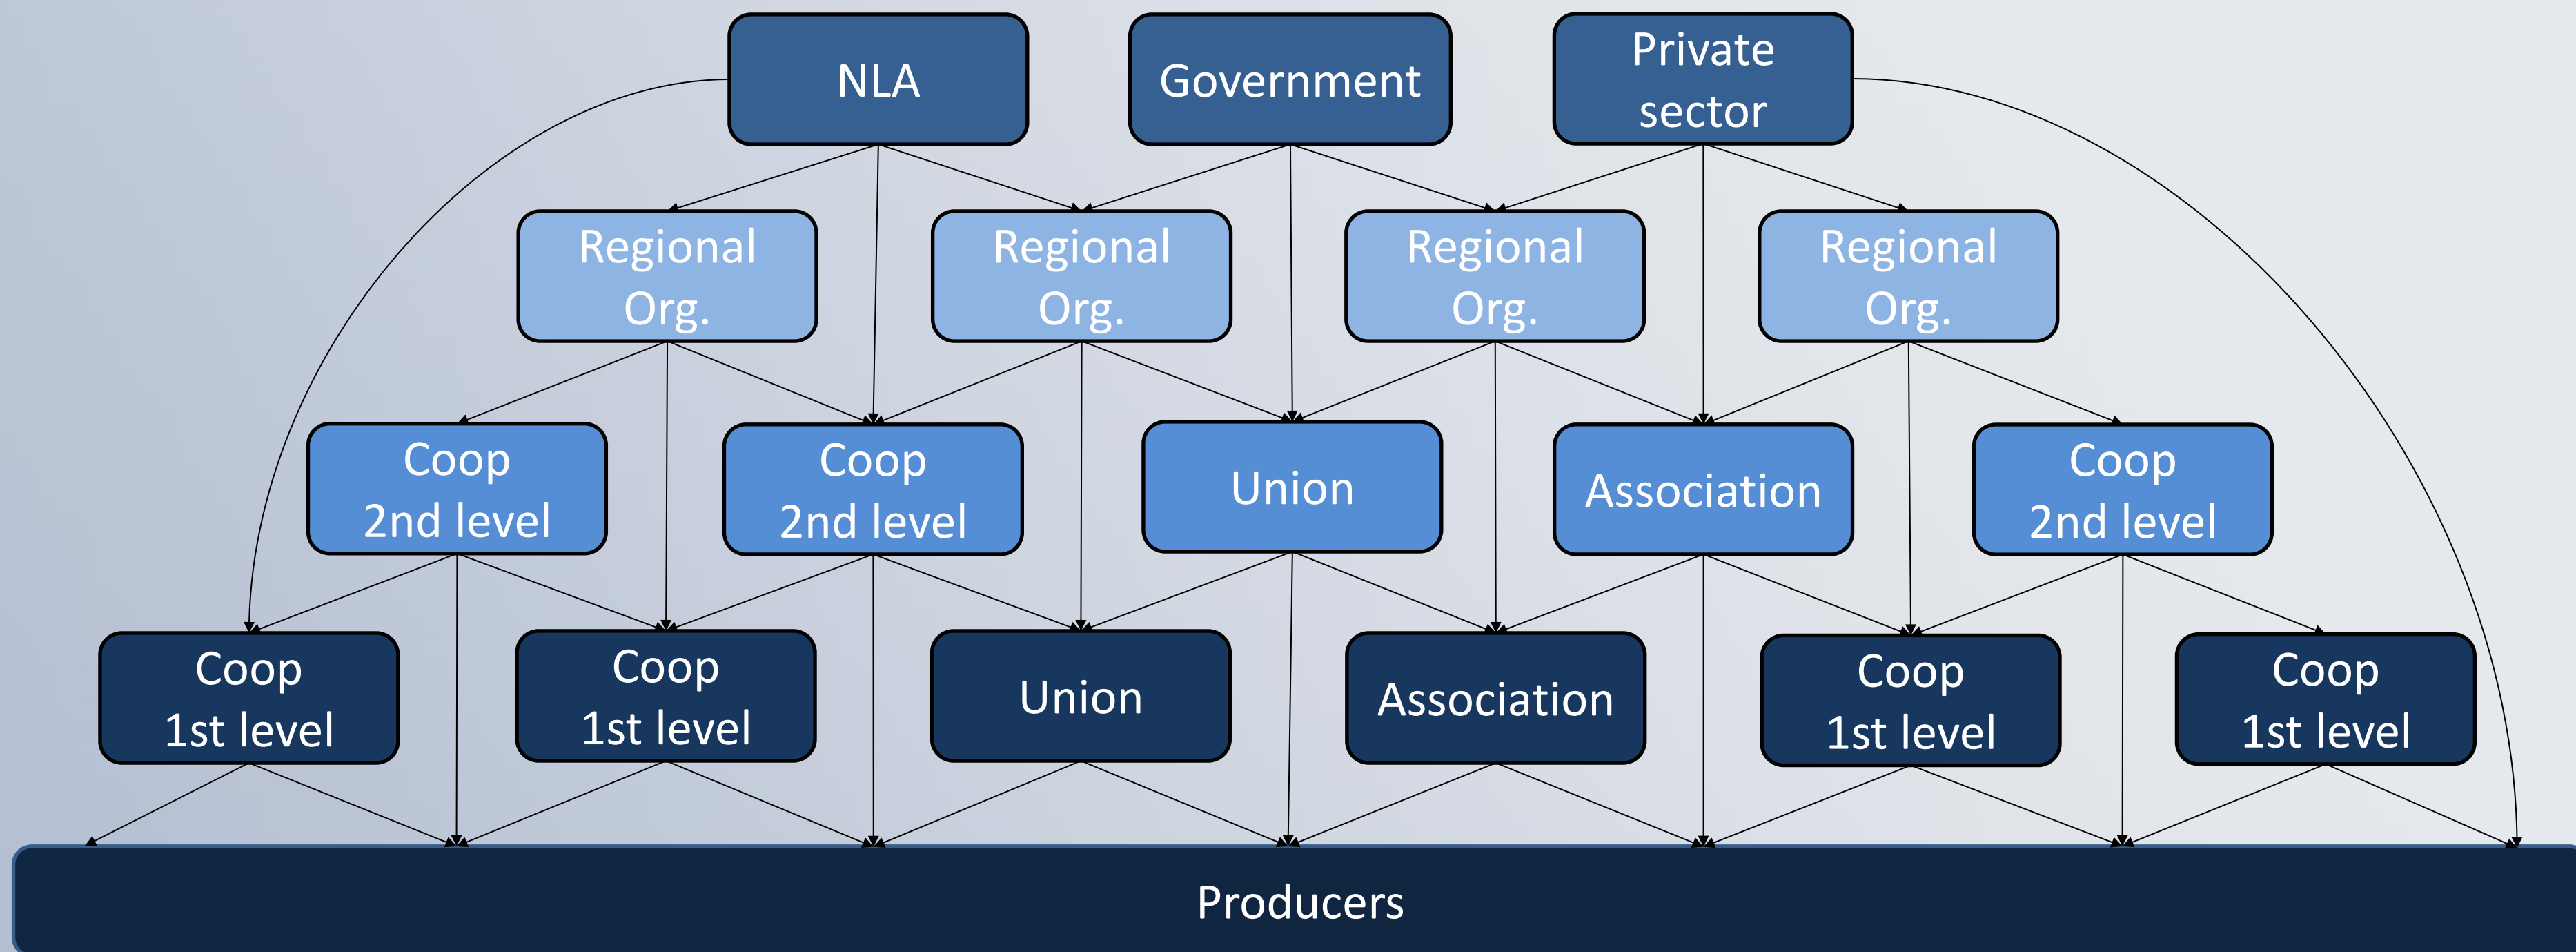 NLA
Government
Private
sector
Regional
Org.
Regional
Org.
Regional
Org.
Regional
Org.
Coop
2nd level
Coop
2nd level
Union
Association
Coop
2nd level
Coop
1st level
Coop
1st level
Union
Association
Coop
1st level
Coop
1st level
Producers